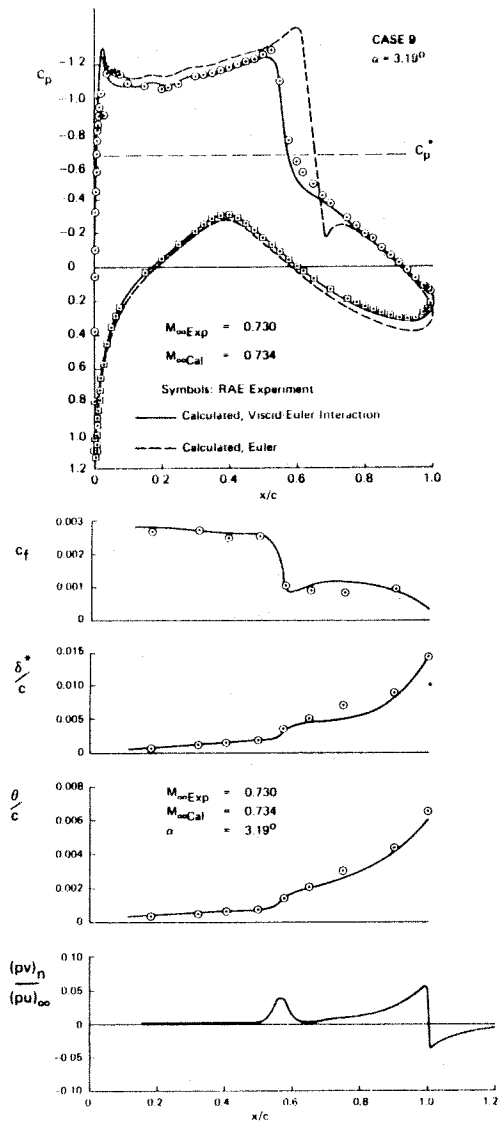 CASE 9
α = 3.19°
-1.2
Cp
-1.0
-0.8
-0.6
Cp*
-0.4
-0.2
0
0.2
0.4
0.6
0.8
1.0
1.2
M∞Exp = 0.730
M∞Cal = 0.734
Symbols: RAE Experiment
Calculated, Viscid-Euler Interaction
Calculated, Euler
0 0.2 0.4 0.6 0.8 1.0
x/c
0.003
cf
0.002
0.001
0
0.015
δ*/c
0.010
0.005
0
0.008
θ/c
0.006
0.004
0.002
0
M∞Exp = 0.730
M∞Cal = 0.734
α = 3.19°
0.10
(ρv)n
(ρu)∞
0.05
0
-0.05
-0.10
0 0.2 0.4 0.6 0.8 1.0 1.2
x/c